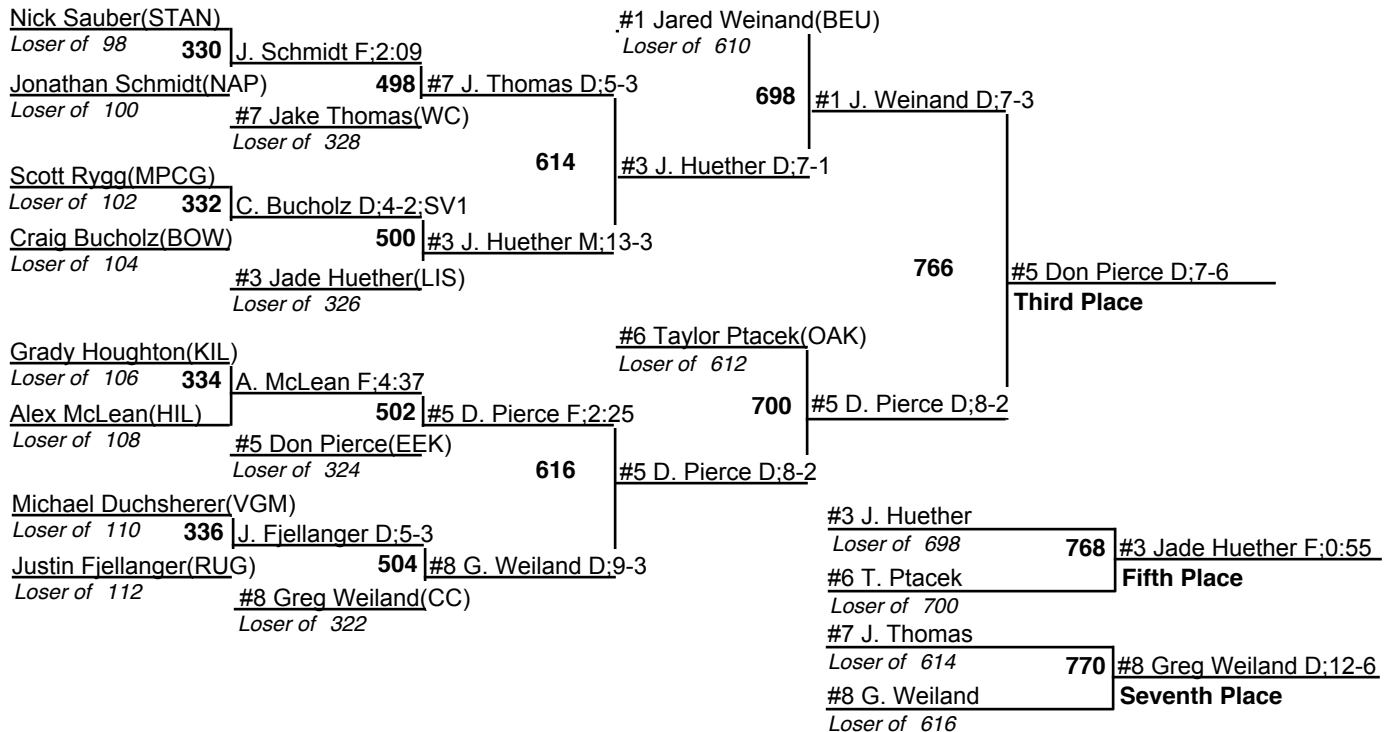 Nick Sauber(STAN)
Loser of 98
330
J. Schmidt F;2:09
Jonathan Schmidt(NAP)
Loser of 100
498
#7 J. Thomas D;5-3
#7 Jake Thomas(WC)
Loser of 328
Scott Rygg(MPCG)
Loser of 102
332
C. Bucholz D;4-2;SV1
Craig Bucholz(BOW)
Loser of 104
500
#3 J. Huether M;13-3
#3 Jade Huether(LIS)
Loser of 326
614
#3 J. Huether D;7-1
#1 Jared Weinand(BEU)
Loser of 610
698
#1 J. Weinand D;7-3
Grady Houghton(KIL)
Loser of 106
334
A. McLean F;4:37
Alex McLean(HIL)
Loser of 108
502
#5 D. Pierce F;2:25
#5 Don Pierce(EEK)
Loser of 324
Michael Duchsherer(VGM)
Loser of 110
336
J. Fjellanger D;5-3
Justin Fjellanger(RUG)
Loser of 112
504
#8 G. Weiland D;9-3
#8 Greg Weiland(CC)
Loser of 322
616
#5 D. Pierce D;8-2
#6 Taylor Ptacek(OAK)
Loser of 612
700
#5 D. Pierce D;8-2
766
#5 Don Pierce D;7-6
Third Place
#3 J. Huether
Loser of 698
768
#3 Jade Huether F;0:55
Fifth Place
#6 T. Ptacek
Loser of 700
#7 J. Thomas
Loser of 614
770
#8 Greg Weiland D;12-6
Seventh Place
#8 G. Weiland
Loser of 616